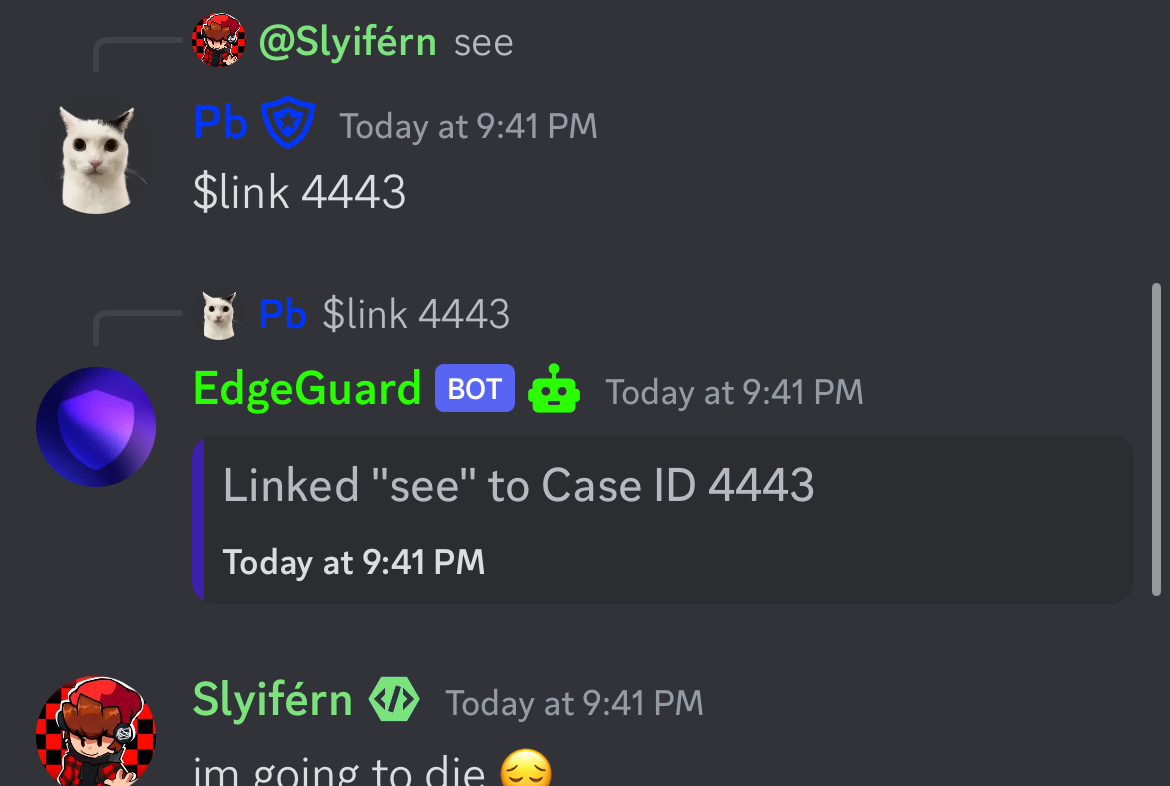 @Slyiférn see
Pb Today at 9:41 PM
$link 4443
Pb $link 4443
EdgeGuard BOT Today at 9:41 PM
Linked "see" to Case ID 4443
Today at 9:41 PM
Slyiférn </> Today at 9:41 PM
im going to die 😔